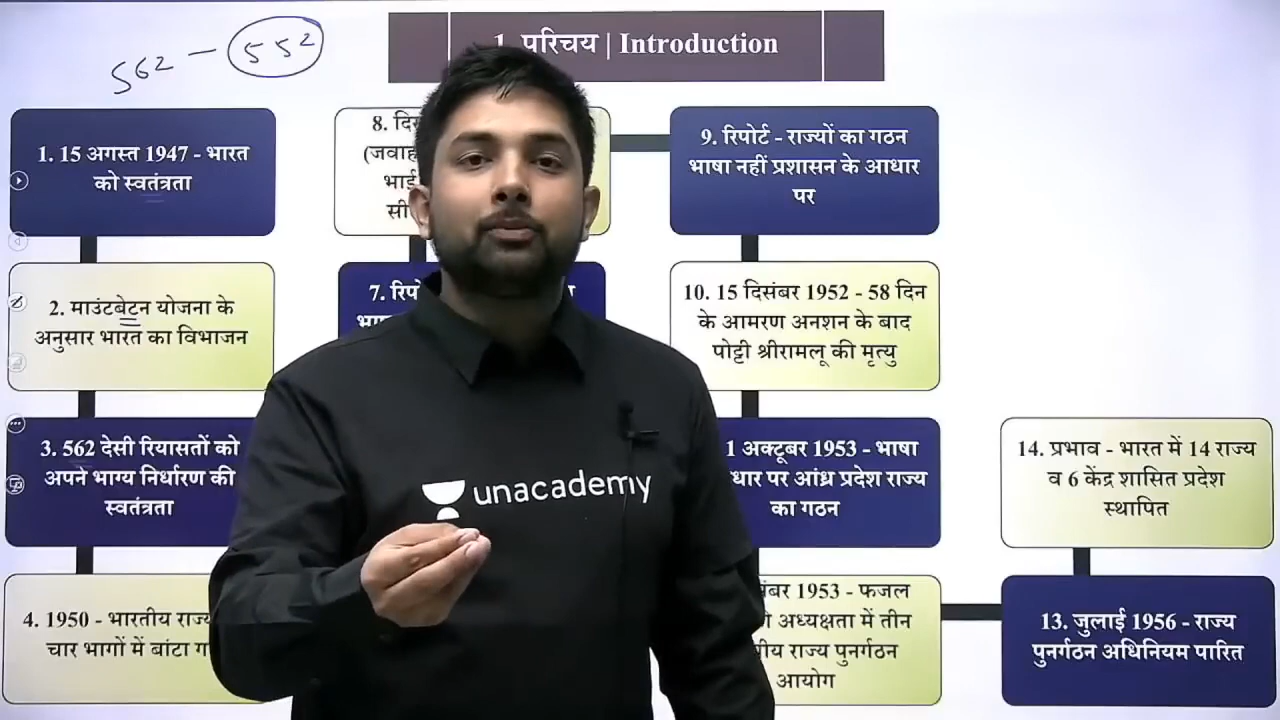 562 - 552
1. परिचय | Introduction
1. 15 अगस्त 1947 - भारत
को स्वतंत्रता
2. माउंटबेटन योजना के
अनुसार भारत का विभाजन
3. 562 देसी रियासतों को
अपने भाग्य निर्धारण की
स्वतंत्रता
4. 1950 - भारतीय
चार भागों में बांटा
8.
7.
9. रिपोर्ट - राज्यों का गठन
भाषा नहीं प्रशासन के आधार
पर
10. 15 दिसंबर 1952 - 58 दिन
के आमरण अनशन के बाद
पोट्टी श्रीरामलू की मृत्यु
1 अक्टूबर 1953 - भाषा
पर आंध्र प्रदेश राज्य
का गठन
1953 - फजल
अध्यक्षता में तीन
राज्य पुनर्गठन
आयोग
13. जुलाई 1956 - राज्य
पुनर्गठन अधिनियम पारित
14. प्रभाव - भारत में 14 राज्य
व 6 केंद्र शासित प्रदेश
स्थापित
unacademy